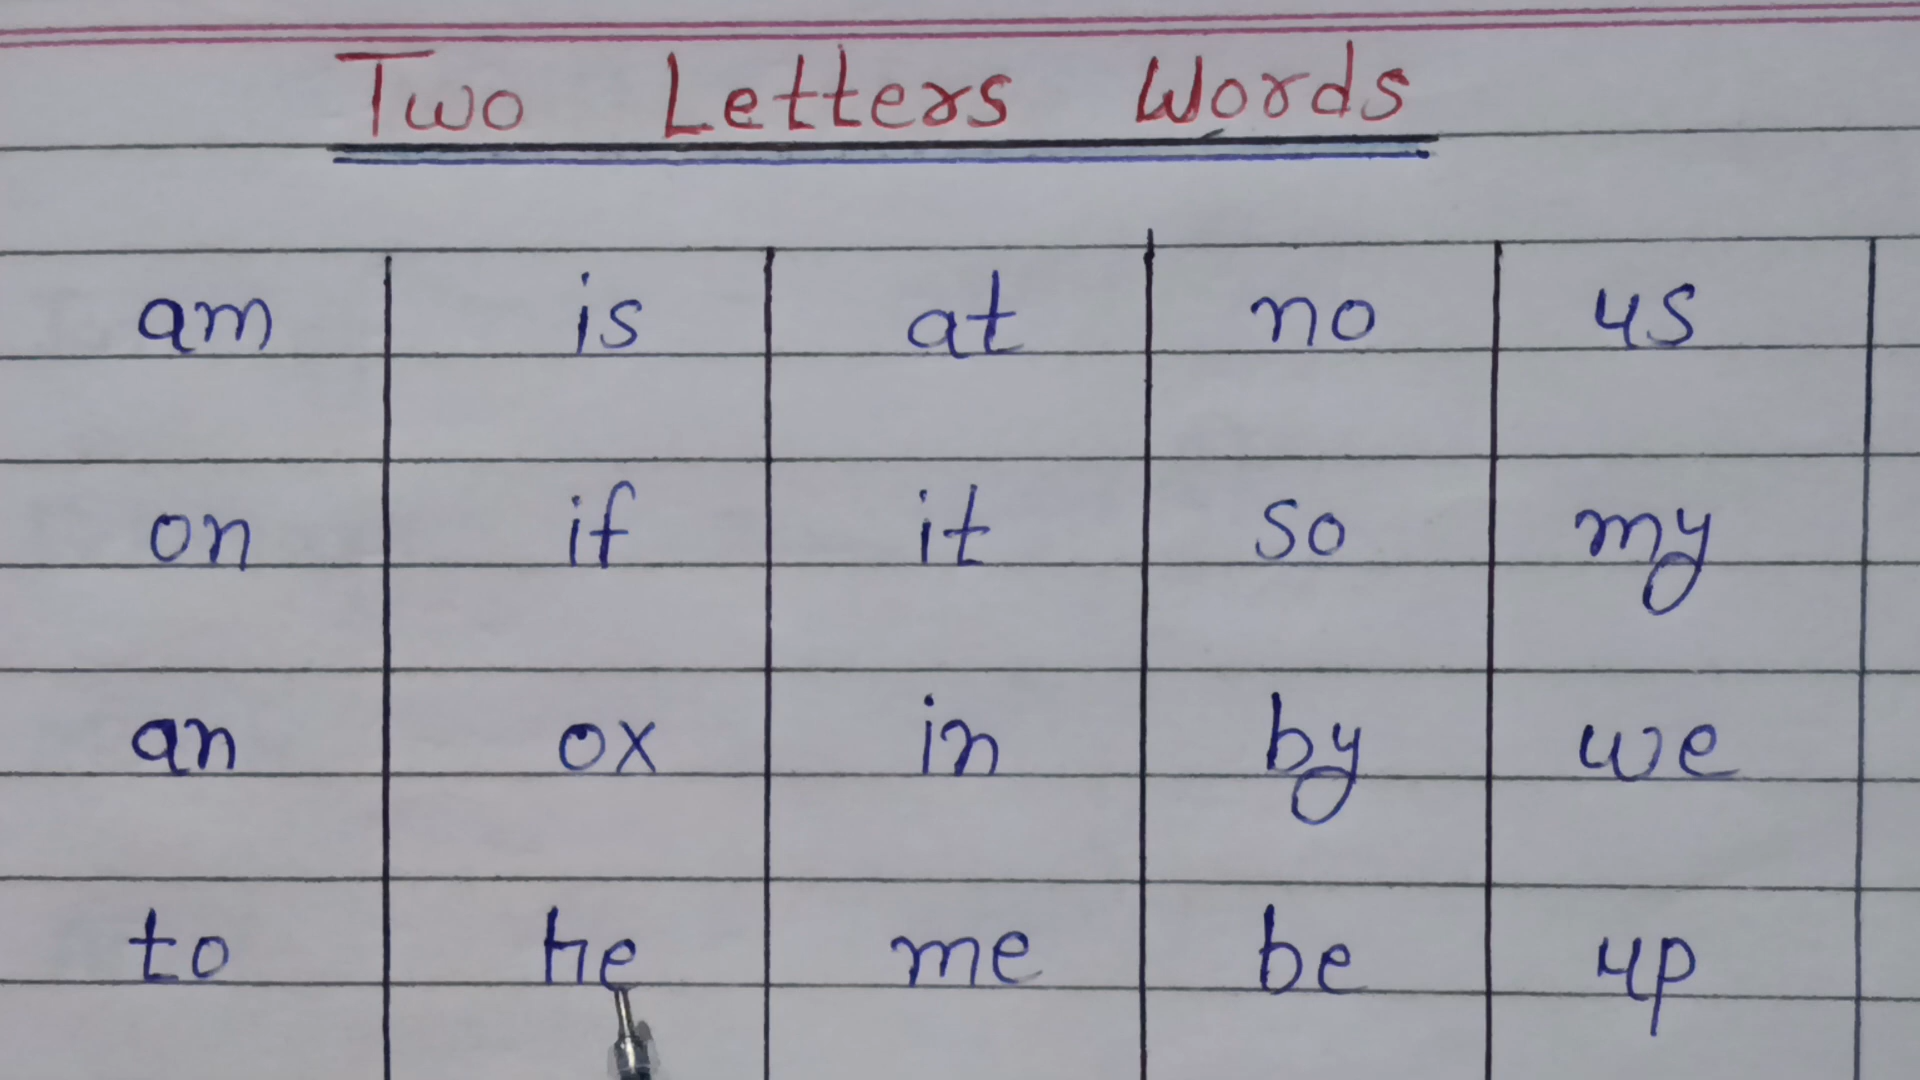 Two Letters Words
am is at no us
on if it so my
an ox in by we
to he me be up